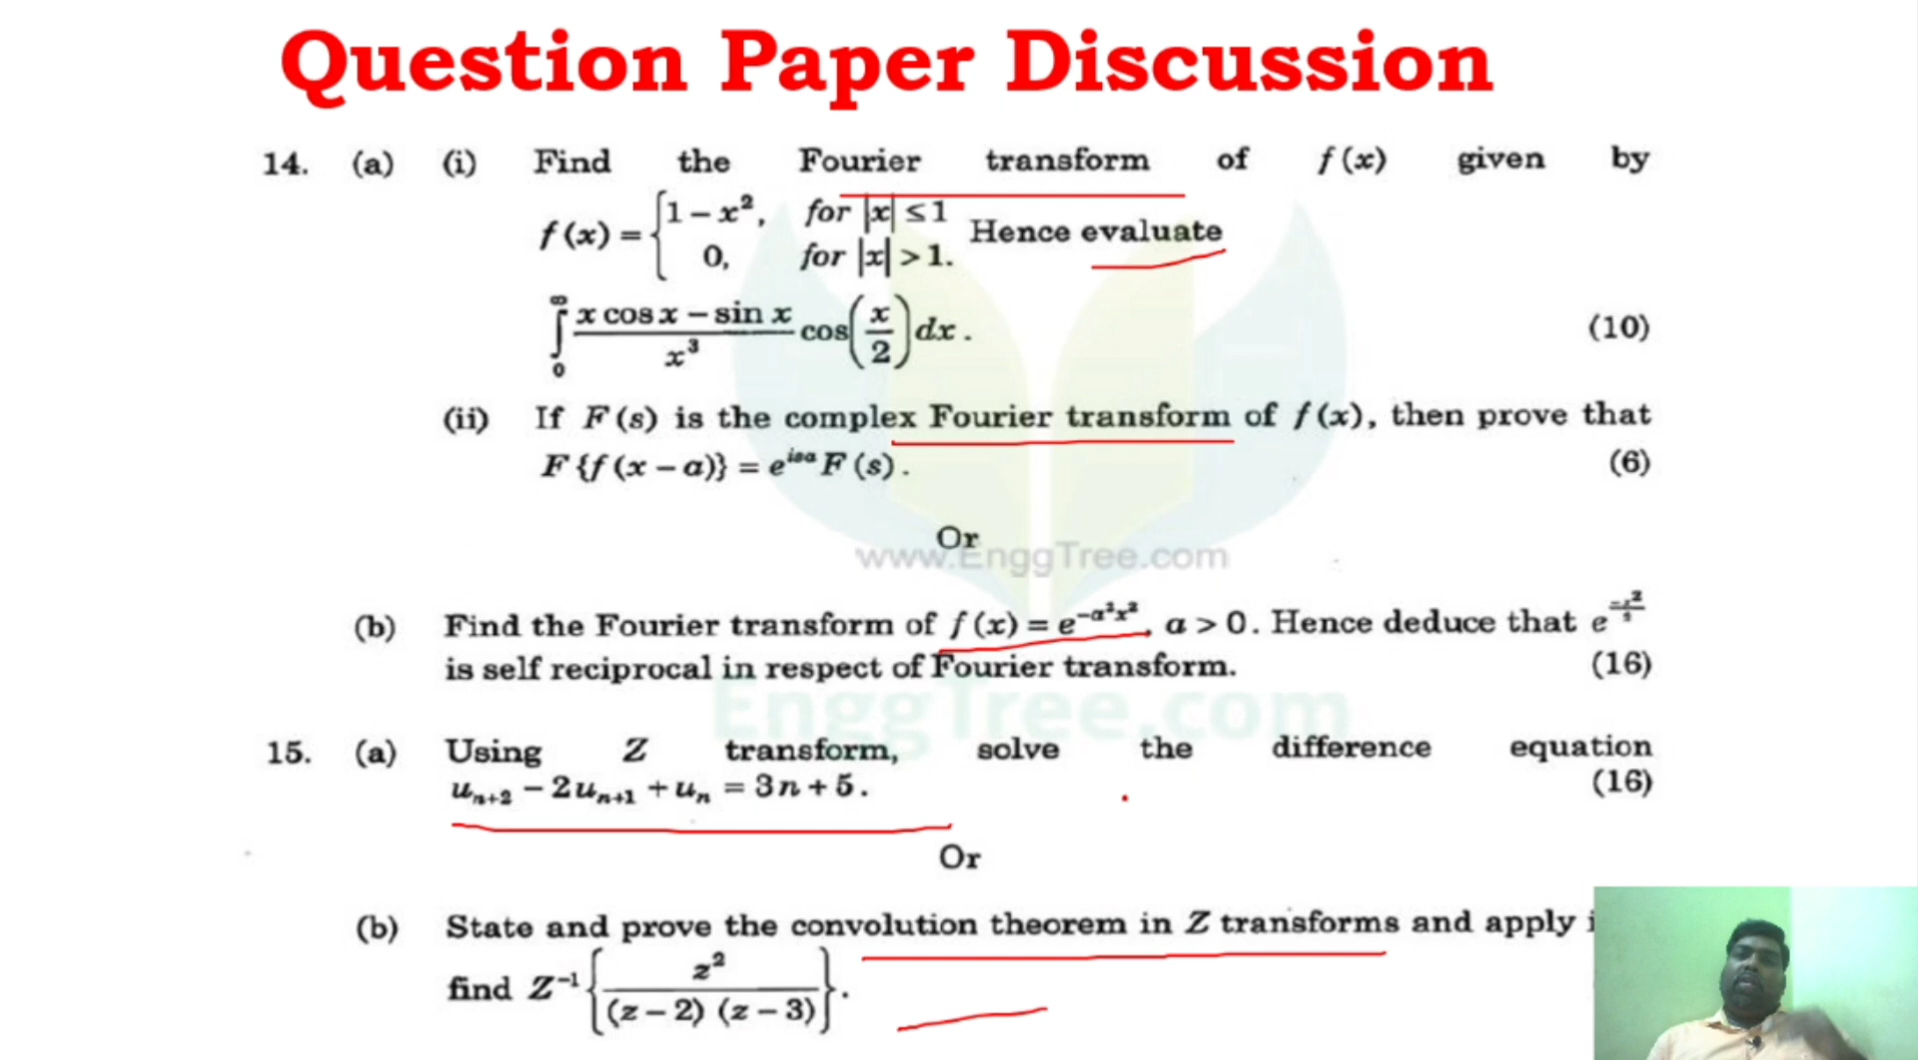 Question Paper Discussion
14. (a) (i) Find the Fourier transform of f(x) given by
f(x) = { 1 – x², for |x| ≤ 1
0, for |x| > 1. Hence evaluate
∫₀^∞ (x cos x – sin x)/x³ cos(x/2) dx. (10)
(ii) If F(s) is the complex Fourier transform of f(x), then prove that
F{f(x – a)} = e^{isa} F(s). (6)
Or
www.EnggTree.com
(b) Find the Fourier transform of f(x) = e^{-a²x²}, a > 0. Hence deduce that e
is self reciprocal in respect of Fourier transform. (16)
EnggTree.com
15. (a) Using Z transform, solve the difference equation
u_{n+2} – 2u_{n+1} + u_n = 3n + 5. (16)
Or
(b) State and prove the convolution theorem in Z transforms and apply
find Z⁻¹{z²/((z – 2) (z – 3))}.